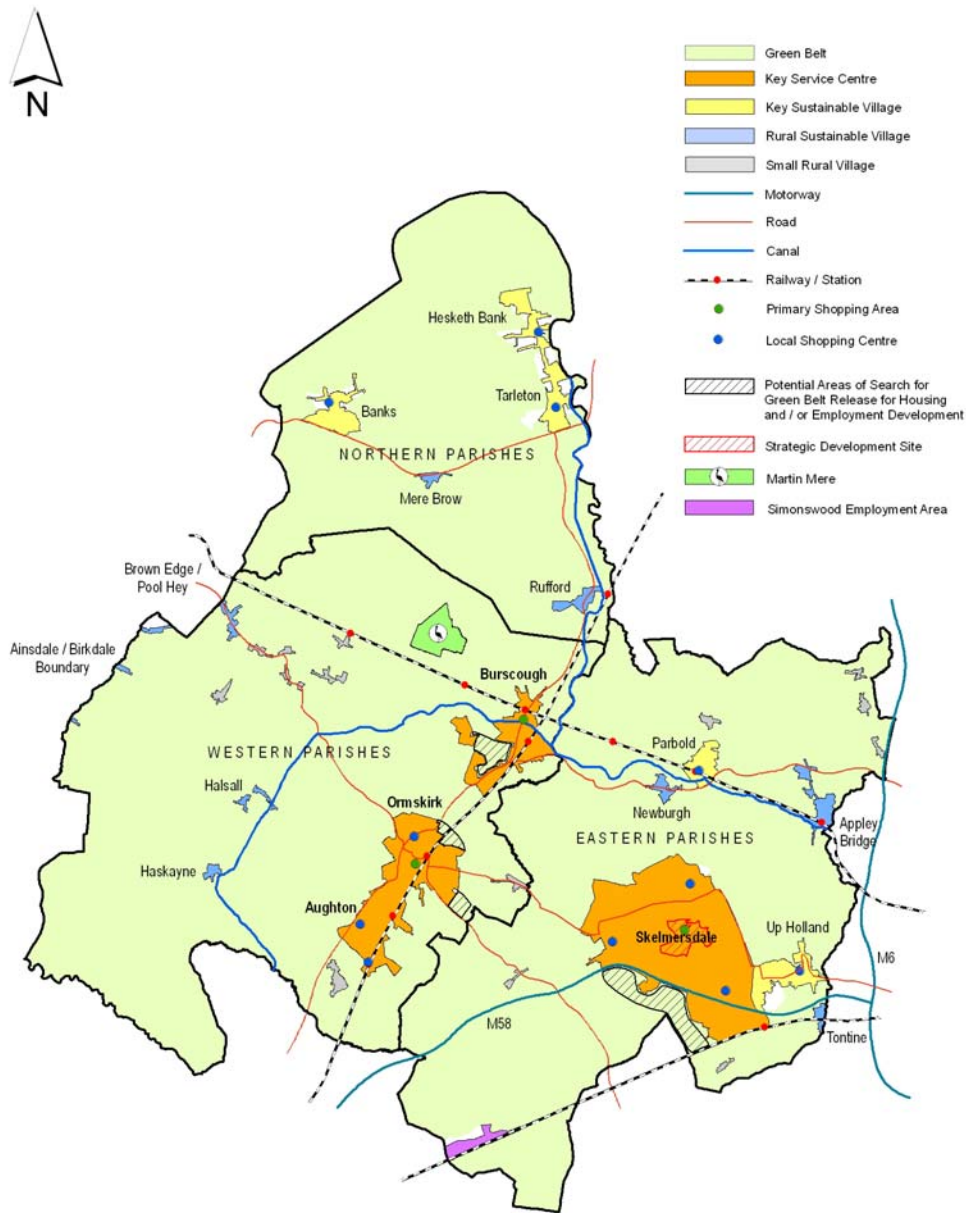 N
Green Belt
Key Service Centre
Key Sustainable Village
Rural Sustainable Village
Small Rural Village
Motorway
Road
Canal
Railway / Station
Primary Shopping Area
Local Shopping Centre
Potential Areas of Search for
Green Belt Release for Housing
and / or Employment Development
Strategic Development Site
Martin Mere
Simonswood Employment Area
Hesketh Bank
Tarleton
Banks
NORTHERN PARISHES
Mere Brow
Brown Edge /
Pool Hey
Rufford
Ainsdale / Birkdale
Boundary
Burscough
WESTERN PARISHES
Parbold
Halsall
Newburgh
Ormskirk
Appley
Bridge
EASTERN PARISHES
Haskayne
Aughton
Skelmersdale
Up Holland
M6
M58
Tontine